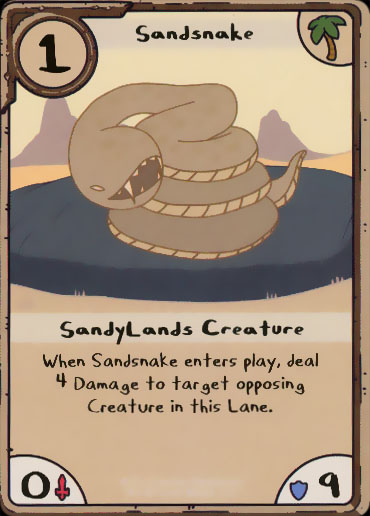 1
Sandsnake
SandyLands Creature
When Sandsnake enters play, deal
4 Damage to target opposing
Creature in this Lane.
0
9